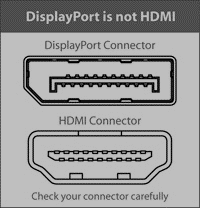 DisplayPort is not HDMI
DisplayPort Connector
HDMI Connector
Check your connector carefully